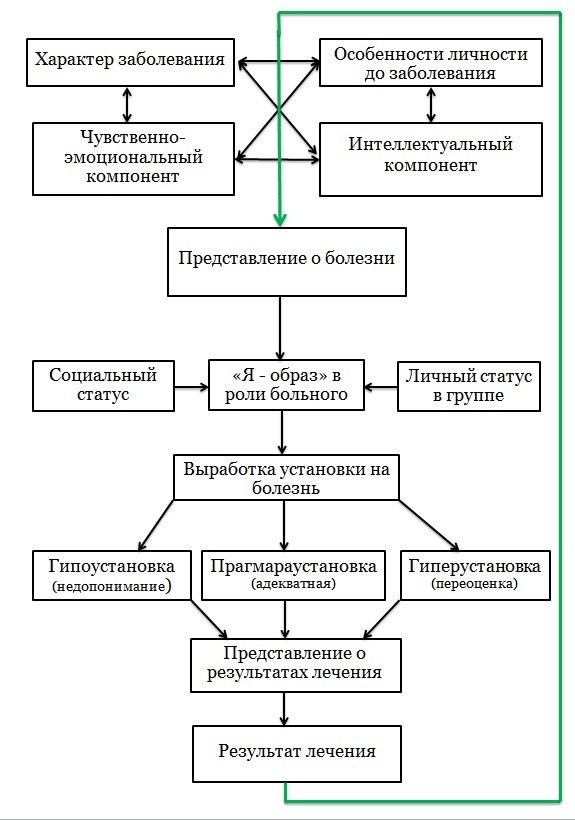 Характер заболевания
Особенности личности
до заболевания
Чувственно-
эмоциональный
компонент
Интеллектуальный
компонент
Представление о болезни
Социальный
статус
«Я - образ» в
роли больного
Личный статус
в группе
Выработка установки на
болезнь
Гипоустановка
(недопонимание)
Прагмараустановка
(адекватная)
Гиперустановка
(переоценка)
Представление о
результатах лечения
Результат лечения